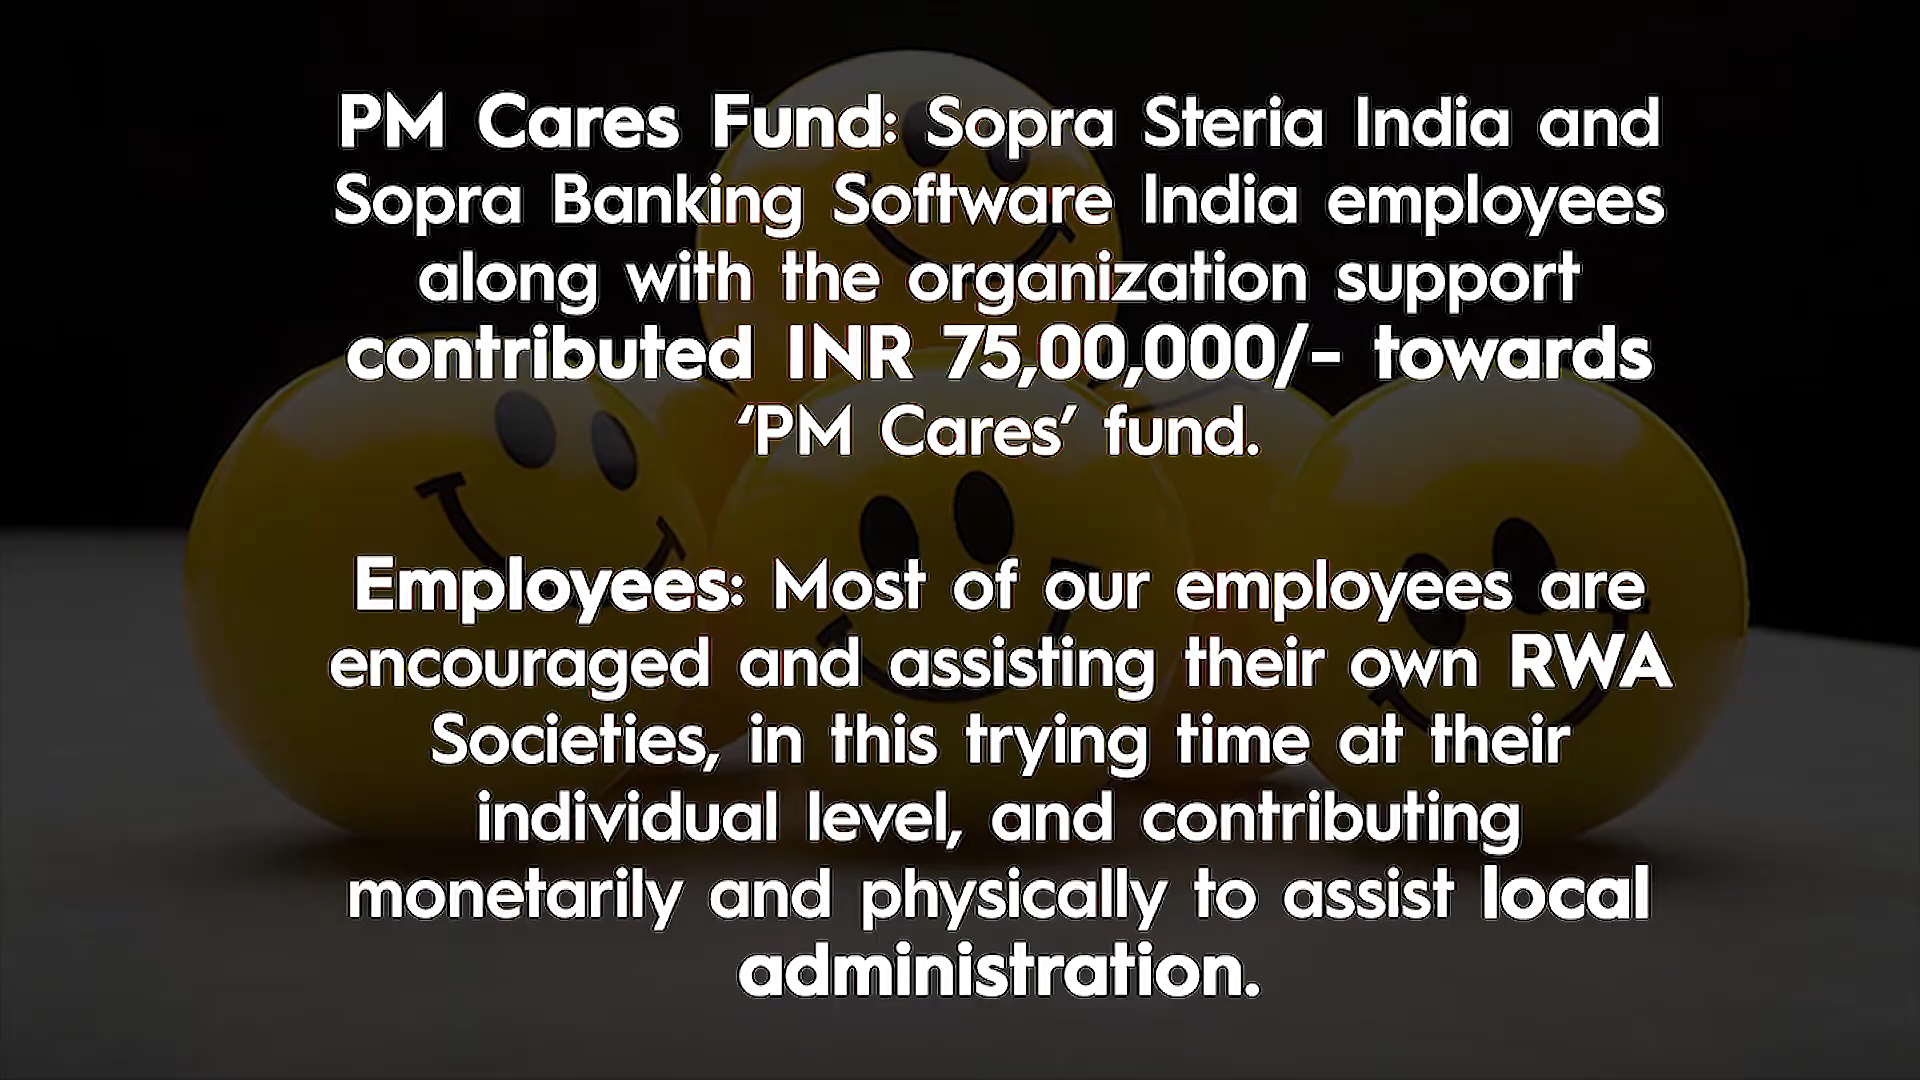 PM Cares Fund: Sopra Steria India and
Sopra Banking Software India employees
along with the organization support
contributed INR 75,00,000/- towards
‘PM Cares’ fund.
Employees: Most of our employees are
encouraged and assisting their own RWA
Societies, in this trying time at their
individual level, and contributing
monetarily and physically to assist local
administration.